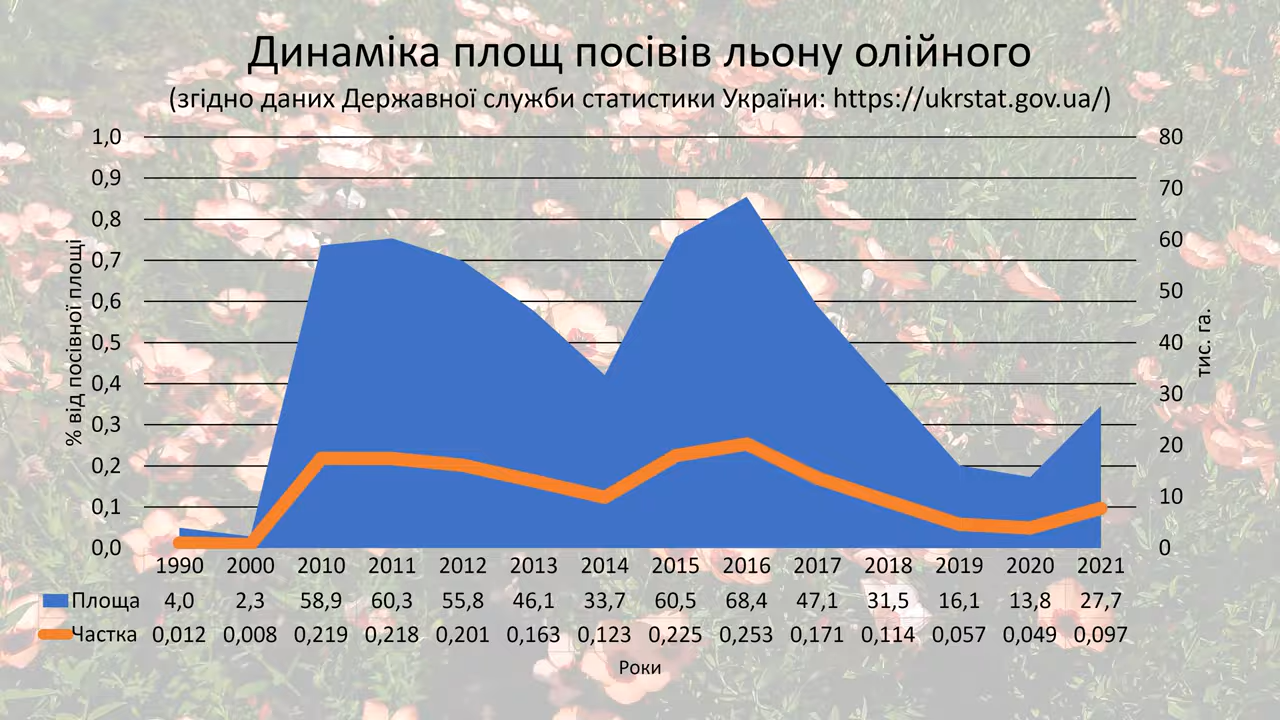 Динаміка площ посівів льону олійного
(згідно даних Державної служби статистики України: https://ukrstat.gov.ua/)
1,0 80
0,9
70
0,8
60
0,7
0,6
50
0,5
40
0,4
30
0,3
20
0,2
10
0,1
0,0 0
% від посівної площі
тис. га.
1990 2000 2010 2011 2012 2013 2014 2015 2016 2017 2018 2019 2020 2021
Площа 4,0 2,3 58,9 60,3 55,8 46,1 33,7 60,5 68,4 47,1 31,5 16,1 13,8 27,7
Частка 0,012 0,008 0,219 0,218 0,201 0,163 0,123 0,225 0,253 0,171 0,114 0,057 0,049 0,097
Роки